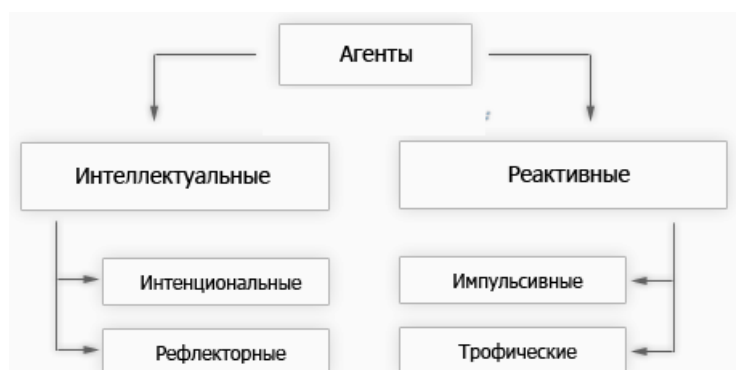 Агенты
Интеллектуальные
Реактивные
Интенциональные
Импульсивные
Рефлекторные
Трофические